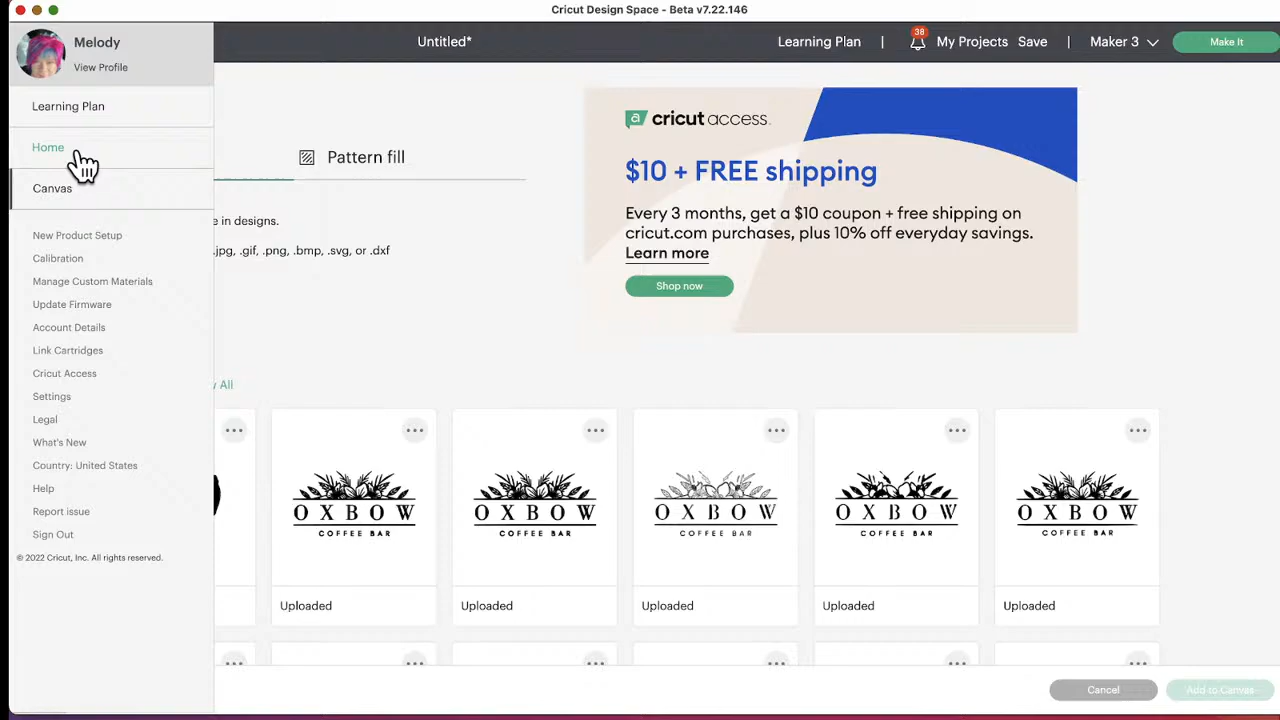 Cricut Design Space - Beta v7.22.146
Melody
View Profile
Untitled*
Learning Plan | 38 My Projects Save | Maker 3 Make It
Learning Plan
Home
Canvas
New Product Setup
Calibration
Manage Custom Materials
Update Firmware
Account Details
Link Cartridges
Cricut Access
Settings
Legal
What's New
Country: United States
Help
Report issue
Sign Out
© 2022 Cricut, Inc. All rights reserved.
Pattern fill
e in designs.
.jpg, .gif, .png, .bmp, .svg, or .dxf
a cricut access.
$10 + FREE shipping
Every 3 months, get a $10 coupon + free shipping on
cricut.com purchases, plus 10% off everyday savings.
Learn more
Shop now
All
OXBOW
COFFEE BAR
Uploaded
OXBOW
COFFEE BAR
Uploaded
OXBOW
COFFEE BAR
Uploaded
OXBOW
COFFEE BAR
Uploaded
OXBOW
COFFEE BAR
Uploaded
Cancel
Add to Canvas